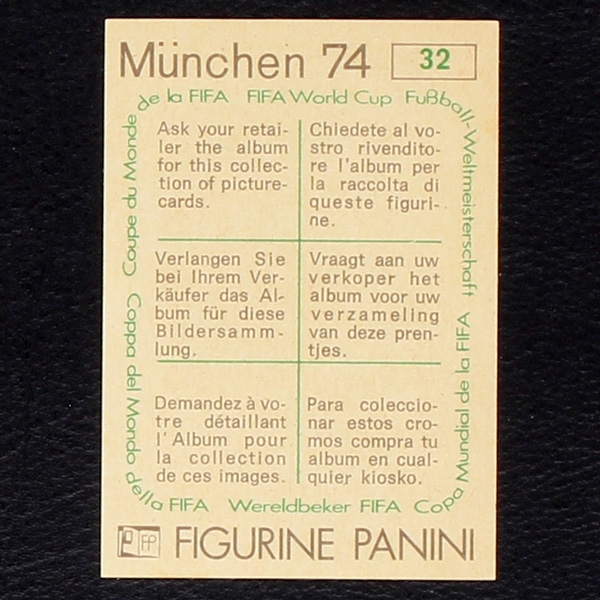 München 74
32
Coupe du Monde de la FIFA
FIFA World Cup
Fußball-Weltmeisterschaft
Ask your retai-
ler the album
for this collec-
tion of picture-
cards.
Chiedete al vo-
stro rivendito-
re l'album per
la raccolta di
queste figuri-
ne.
Verlangen Sie
bei Ihrem Ver-
käufer das Al-
bum für diese
Bildersamm-
lung.
Vraagt aan uw
verkoper het
album voor uw
verzameling
van deze pren-
tjes.
Demandez à vo-
tre détaillant
l'Album pour
la collection
de ces images.
Para coleccio-
nar estos cro-
mos compra tu
album en cual-
quier kiosko.
Coppa del Mondo della FIFA
Wereldbeker FIFA
Copa Mundial de la FIFA
FP
FIGURINE PANINI